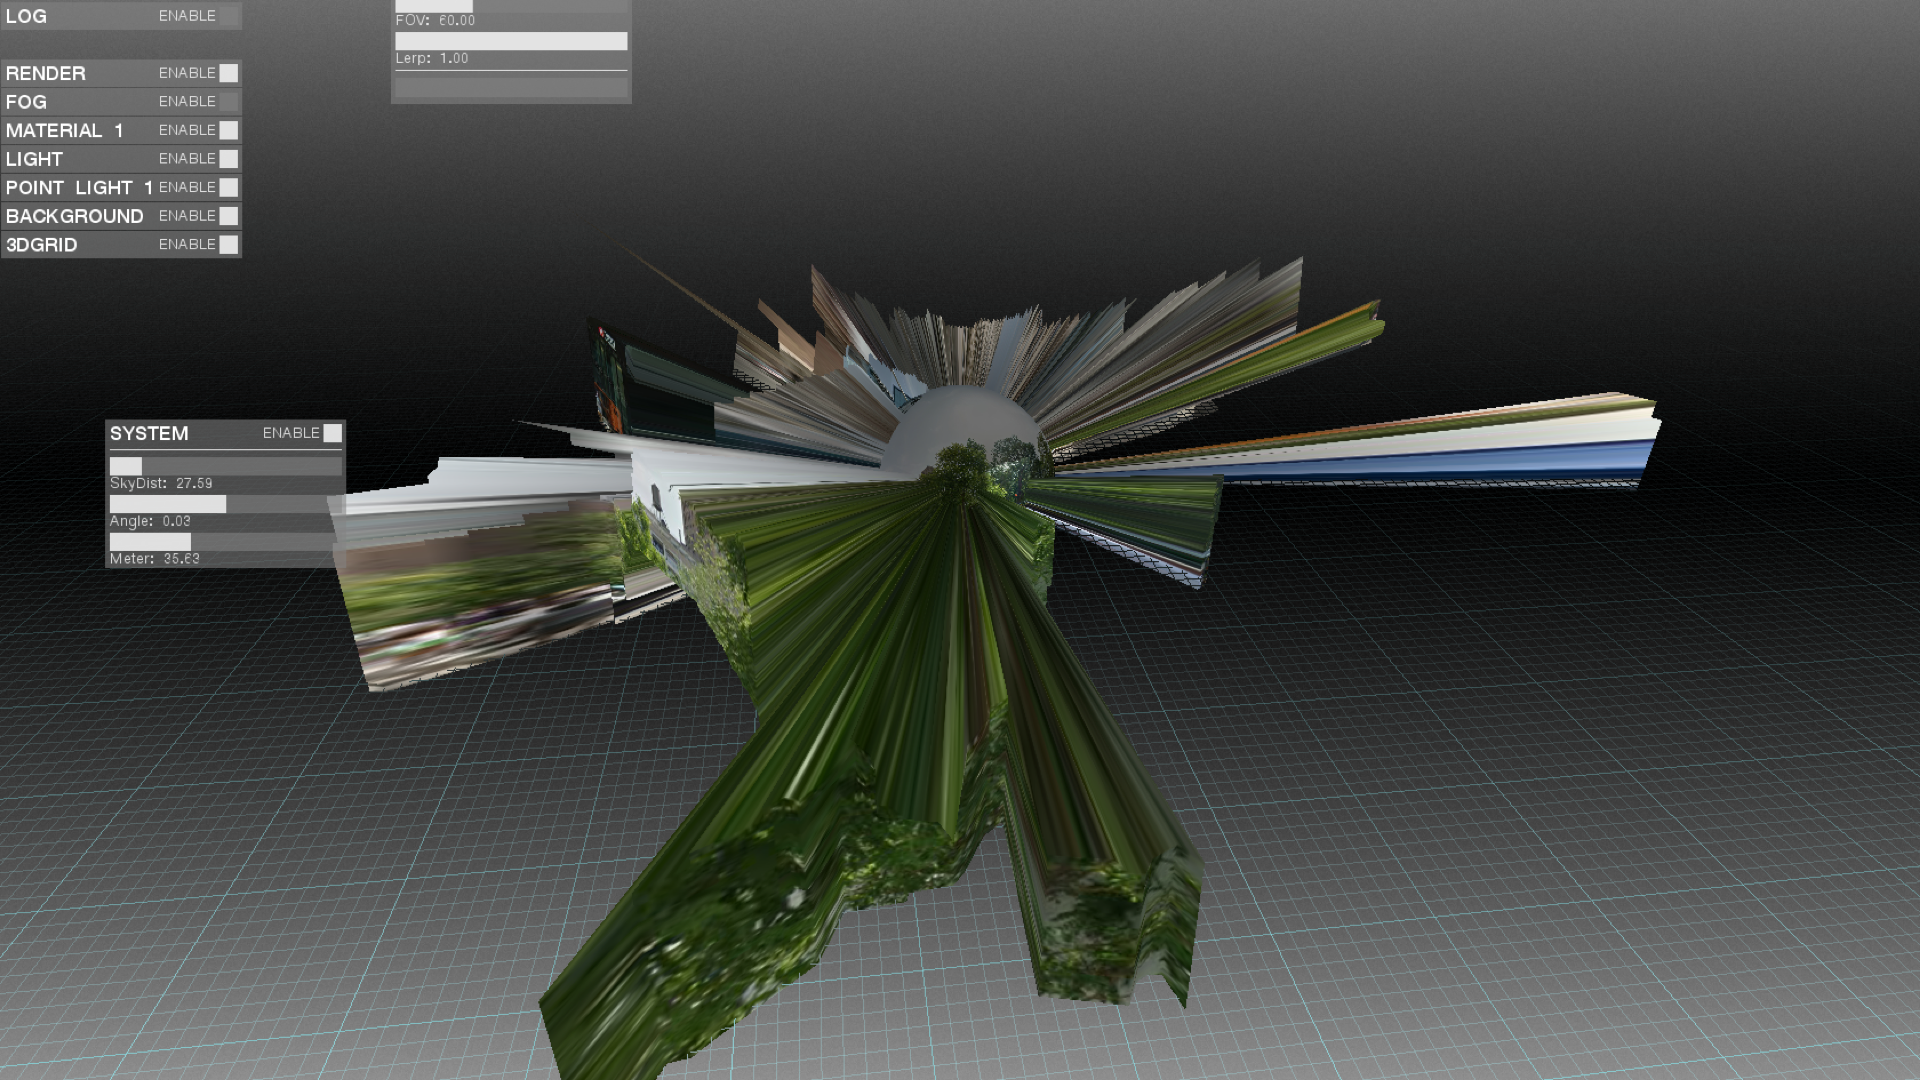 LOG ENABLE
FOV: 60.00
Lerp: 1.00
RENDER ENABLE
FOG ENABLE
MATERIAL 1 ENABLE
LIGHT ENABLE
POINT LIGHT 1 ENABLE
BACKGROUND ENABLE
3DGRID ENABLE
SYSTEM ENABLE
SkyDist: 27.59
Angle: 0.03
Meter: 35.63